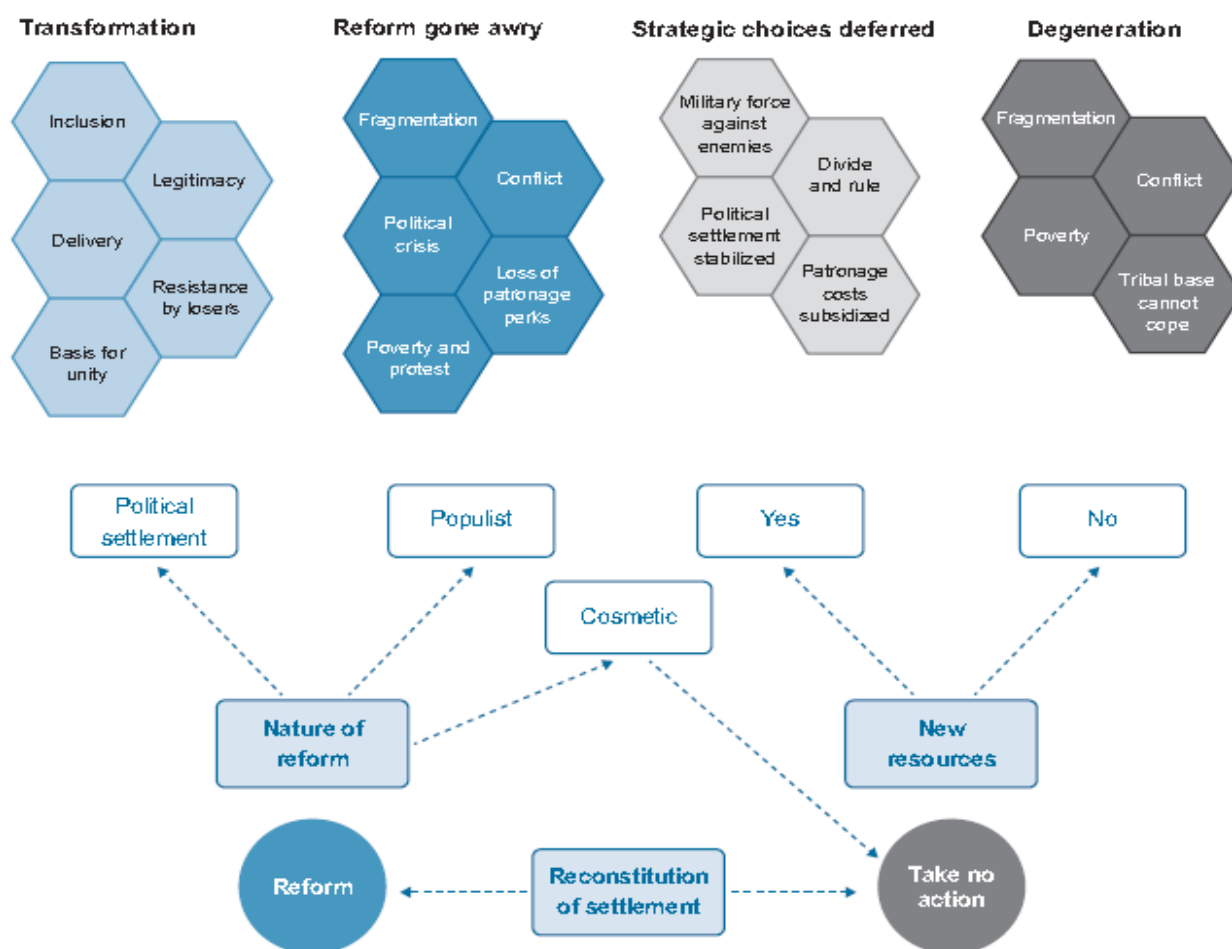 Transformation
Inclusion
Legitimacy
Delivery
Resistance
by losers
Basis for
unity
Reform gone awry
Fragmentation
Conflict
Political
crisis
Loss of
patronage
perks
Poverty and
protest
Strategic choices deferred
Military force
against
enemies
Divide
and rule
Political
settlement
stabilized
Patronage
costs
subsidized
Degeneration
Fragmentation
Conflict
Poverty
Tribal base
cannot
cope
Political
settlement
Populist
Yes
No
Cosmetic
Nature of
reform
New
resources
Reform
Reconstitution
of settlement
Take no
action